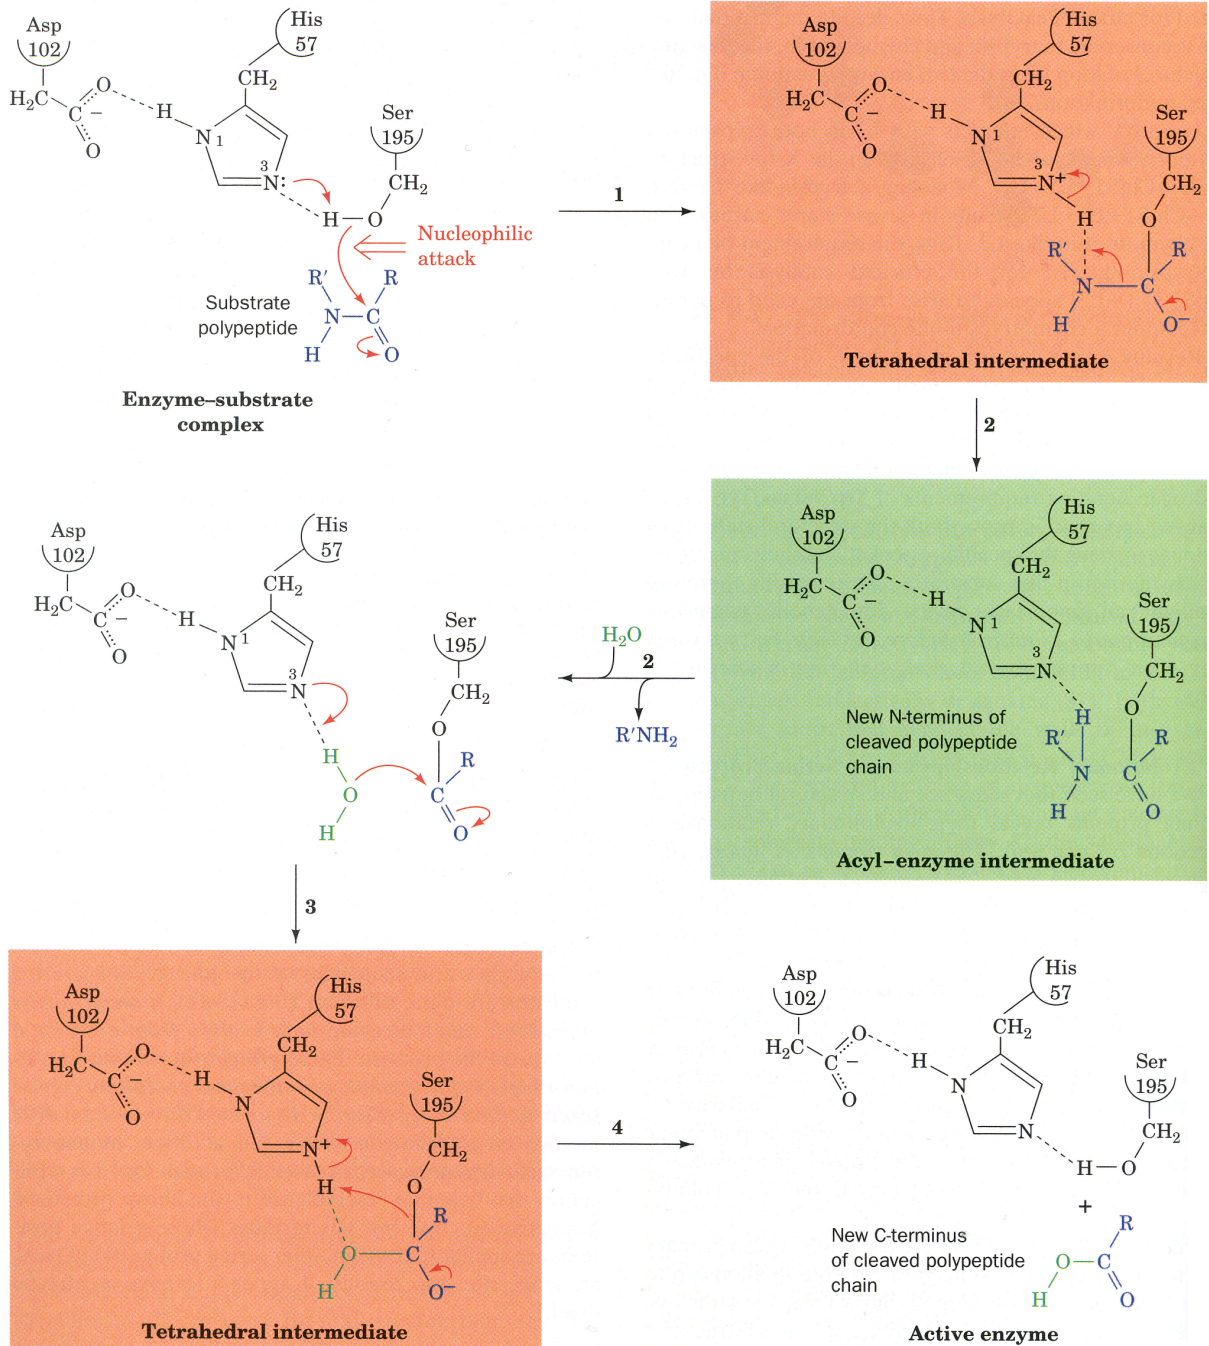 Asp
102
His
57
CH₂
H₂C
C
O
−
O
H
N
1
3
N:
Ser
195
CH₂
H—O
Nucleophilic
attack
R′
R
Substrate
polypeptide
N—C
H
O
Enzyme–substrate
complex
1
Asp
102
His
57
CH₂
H₂C
C
O
−
O
H
N
1
3
N+
H
Ser
195
CH₂
O
R′
R
N—C
H
O−
Tetrahedral intermediate
2
Asp
102
His
57
CH₂
H₂C
C
O
−
O
H
N
1
3
N
Ser
195
CH₂
O
New N-terminus of
cleaved polypeptide
chain
H
R′
R
N
C
H
O
Acyl–enzyme intermediate
H₂O
2
R′NH₂
Asp
102
His
57
CH₂
H₂C
C
O
−
O
H
N
1
3
N
Ser
195
CH₂
O
H
R
O
C
H
O
3
Asp
102
His
57
CH₂
H₂C
C
O
−
O
H
N
N+
H
Ser
195
CH₂
O
R
O—C
H
O−
Tetrahedral intermediate
4
Asp
102
His
57
CH₂
H₂C
C
O
−
O
H
N
N
Ser
195
CH₂
H—O
+
New C-terminus
of cleaved polypeptide
chain
R
O—C
H
O
Active enzyme